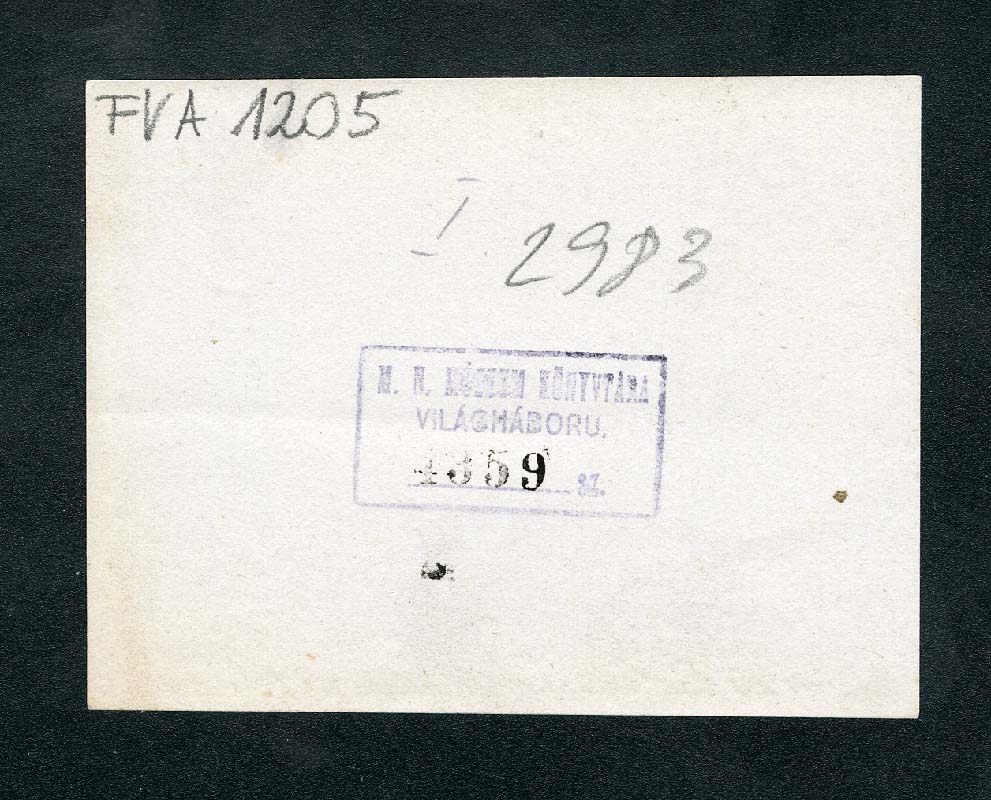 FVA 1205
I. 2983
M. N. MÚZEUM KÖNYVTÁRA
VILÁGHÁBORU.
4359 sz.